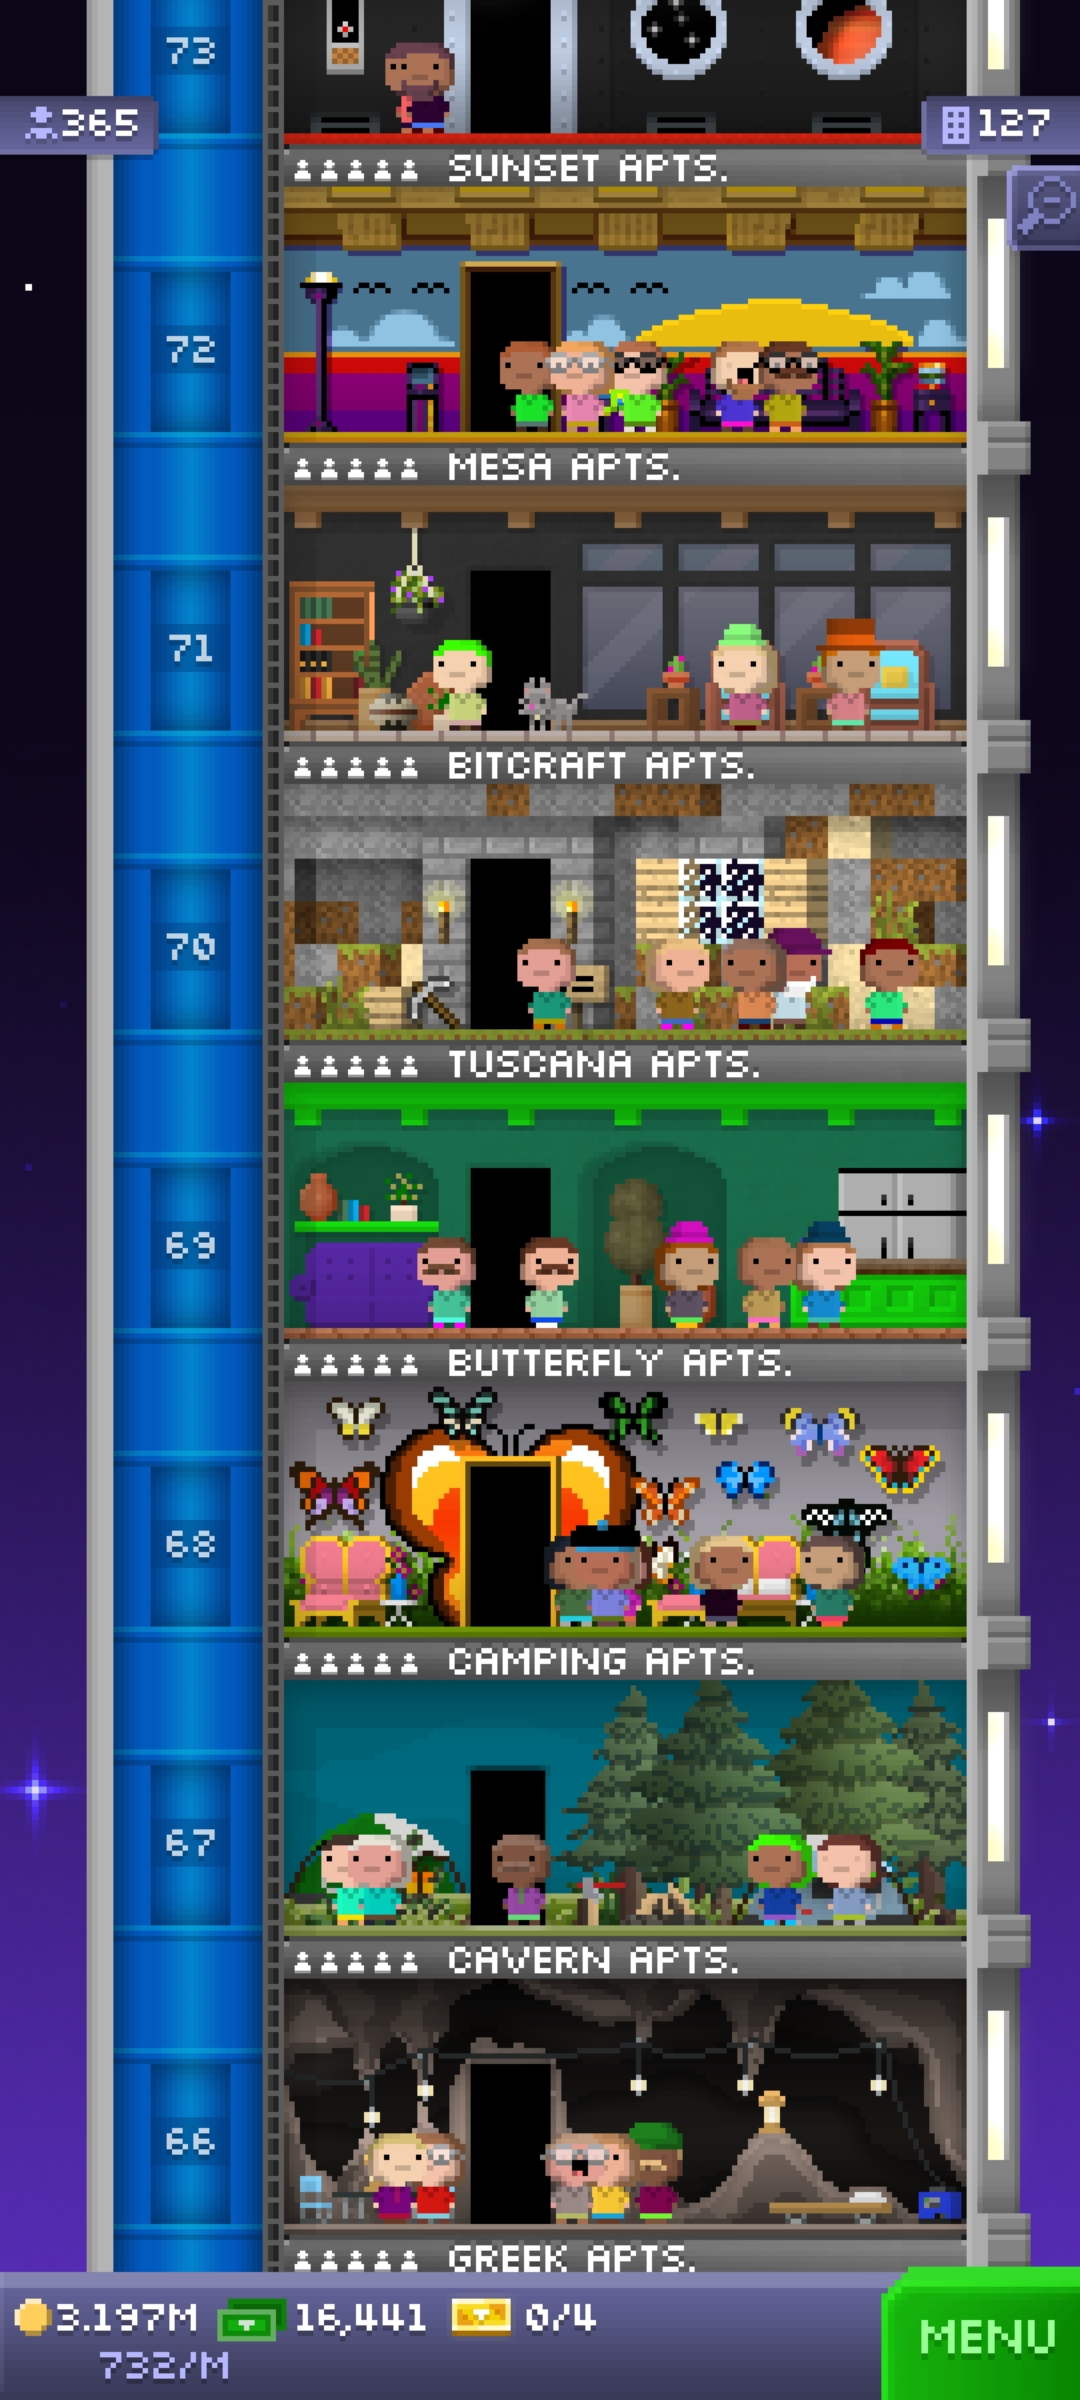 73
365
127
SUNSET APTS.
72
MESA APTS.
71
BITCRAFT APTS.
70
TUSCANA APTS.
69
BUTTERFLY APTS.
68
CAMPING APTS.
67
CAVERN APTS.
66
GREEK APTS.
3.197M 16,441 0/4
732/M
MENU